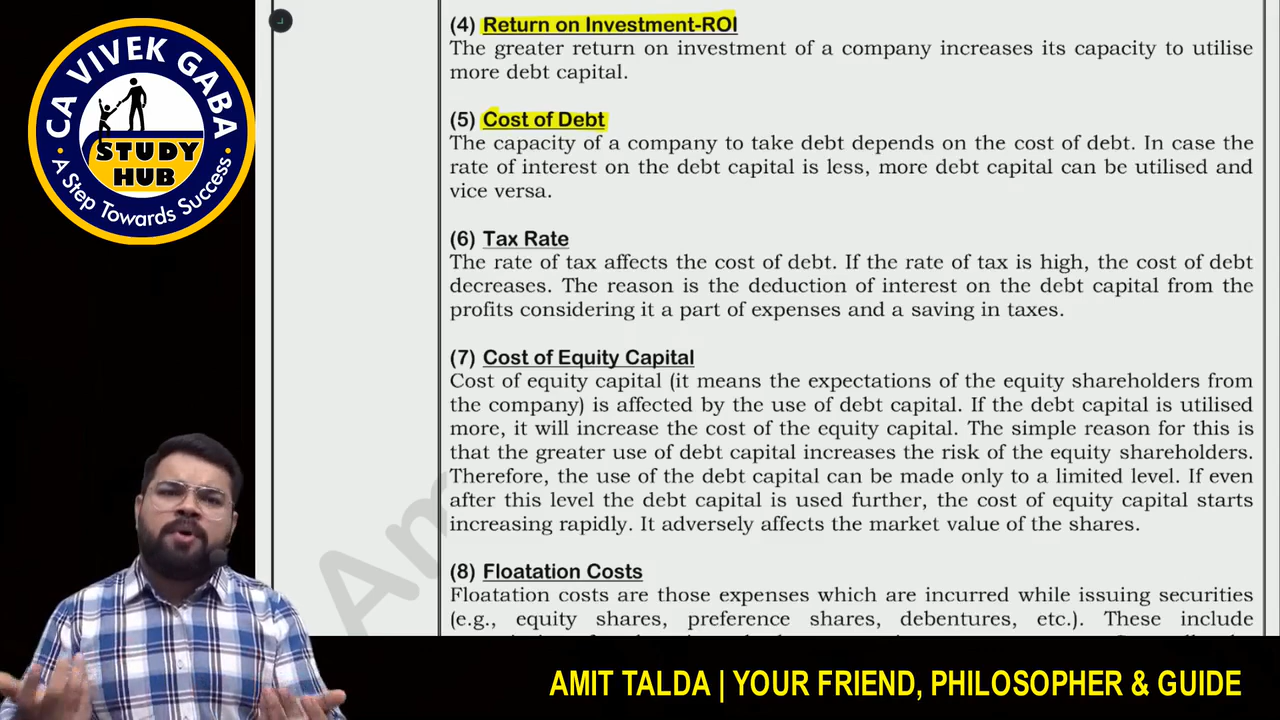 CA VIVEK GABA
STUDY
HUB
• A Step Towards Success •
(4) Return on Investment-ROI
The greater return on investment of a company increases its capacity to utilise
more debt capital.
(5) Cost of Debt
The capacity of a company to take debt depends on the cost of debt. In case the
rate of interest on the debt capital is less, more debt capital can be utilised and
vice versa.
(6) Tax Rate
The rate of tax affects the cost of debt. If the rate of tax is high, the cost of debt
decreases. The reason is the deduction of interest on the debt capital from the
profits considering it a part of expenses and a saving in taxes.
(7) Cost of Equity Capital
Cost of equity capital (it means the expectations of the equity shareholders from
the company) is affected by the use of debt capital. If the debt capital is utilised
more, it will increase the cost of the equity capital. The simple reason for this is
that the greater use of debt capital increases the risk of the equity shareholders.
Therefore, the use of the debt capital can be made only to a limited level. If even
after this level the debt capital is used further, the cost of equity capital starts
increasing rapidly. It adversely affects the market value of the shares.
(8) Floatation Costs
Floatation costs are those expenses which are incurred while issuing securities
(e.g., equity shares, preference shares, debentures, etc.). These include
AMIT TALDA | YOUR FRIEND, PHILOSOPHER & GUIDE